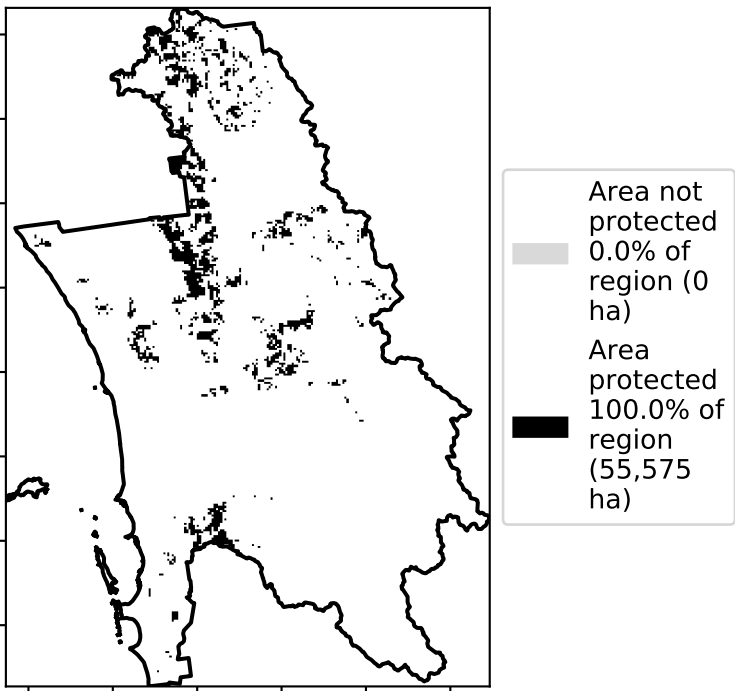 Area not
protected
0.0% of
region (0
ha)
Area
protected
100.0% of
region
(55,575
ha)